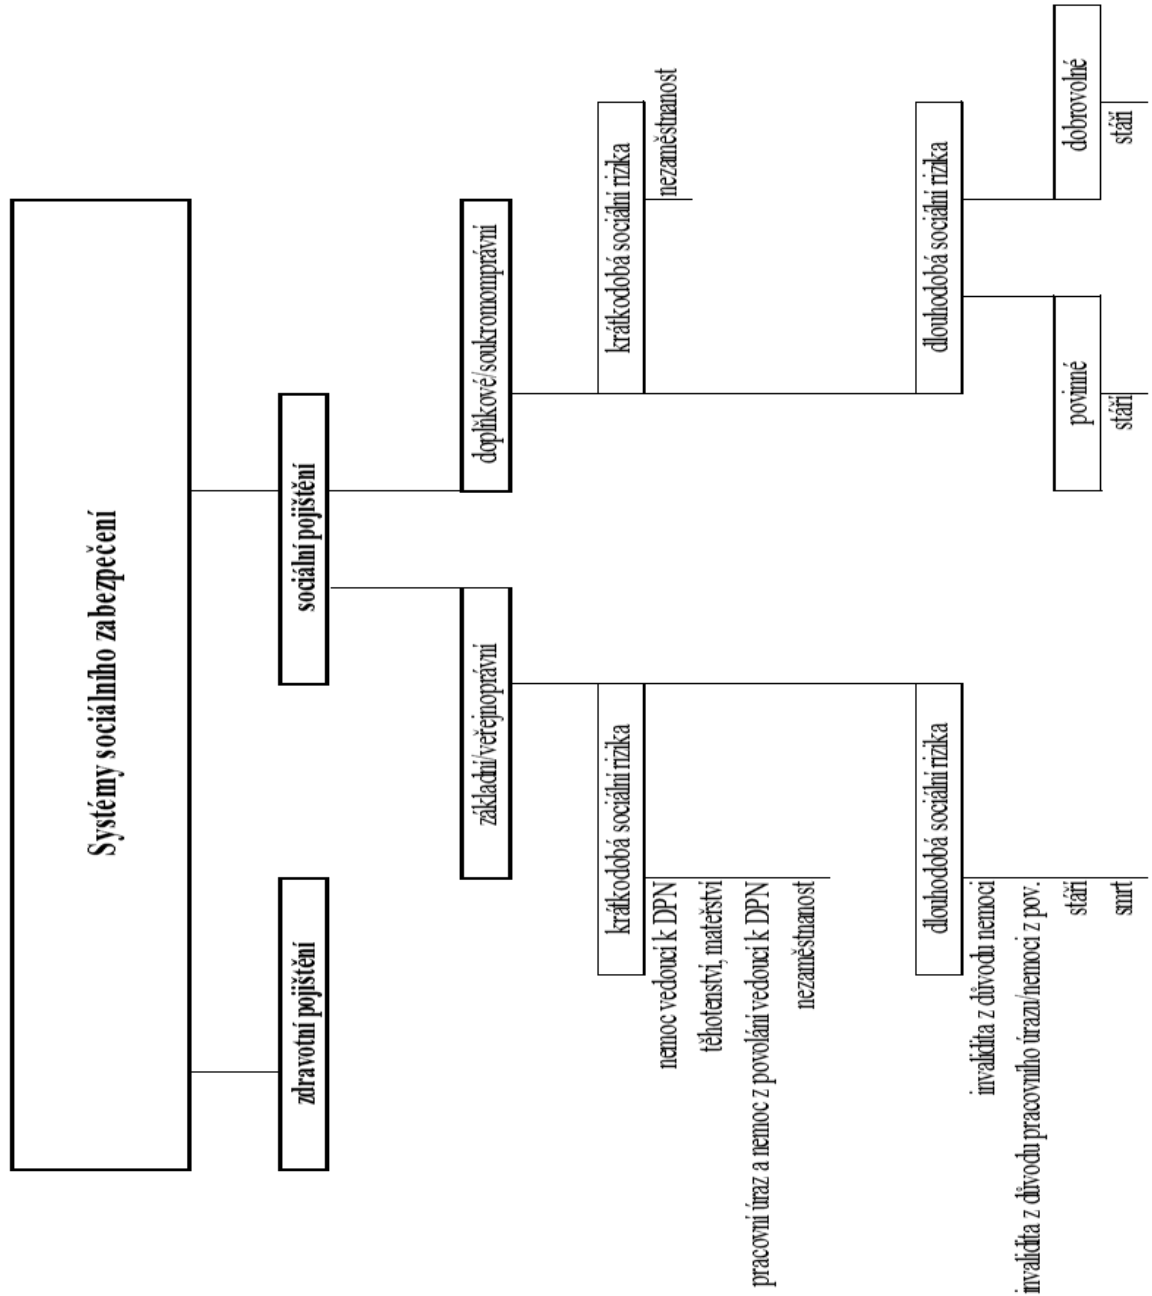 Systémy sociálního zabezpečení
zdravotní pojištění
sociální pojištění
základní/veřejnoprávní
doplňkové/soukromoprávní
krátkodobá sociální rizika
nemoc vedoucí k DPN
těhotenství, mateřství
pracovní úraz a nemoc z povolání vedoucí k DPN
nezaměstnanost
krátkodobá sociální rizika
nezaměstnanost
dlouhodobá sociální rizika
invalidita z důvodu nemoci
invalidita z důvodu pracovního úrazu/nemoci z pov.
stáří
smrt
dlouhodobá sociální rizika
povinné
stáří
dobrovolné
stáří